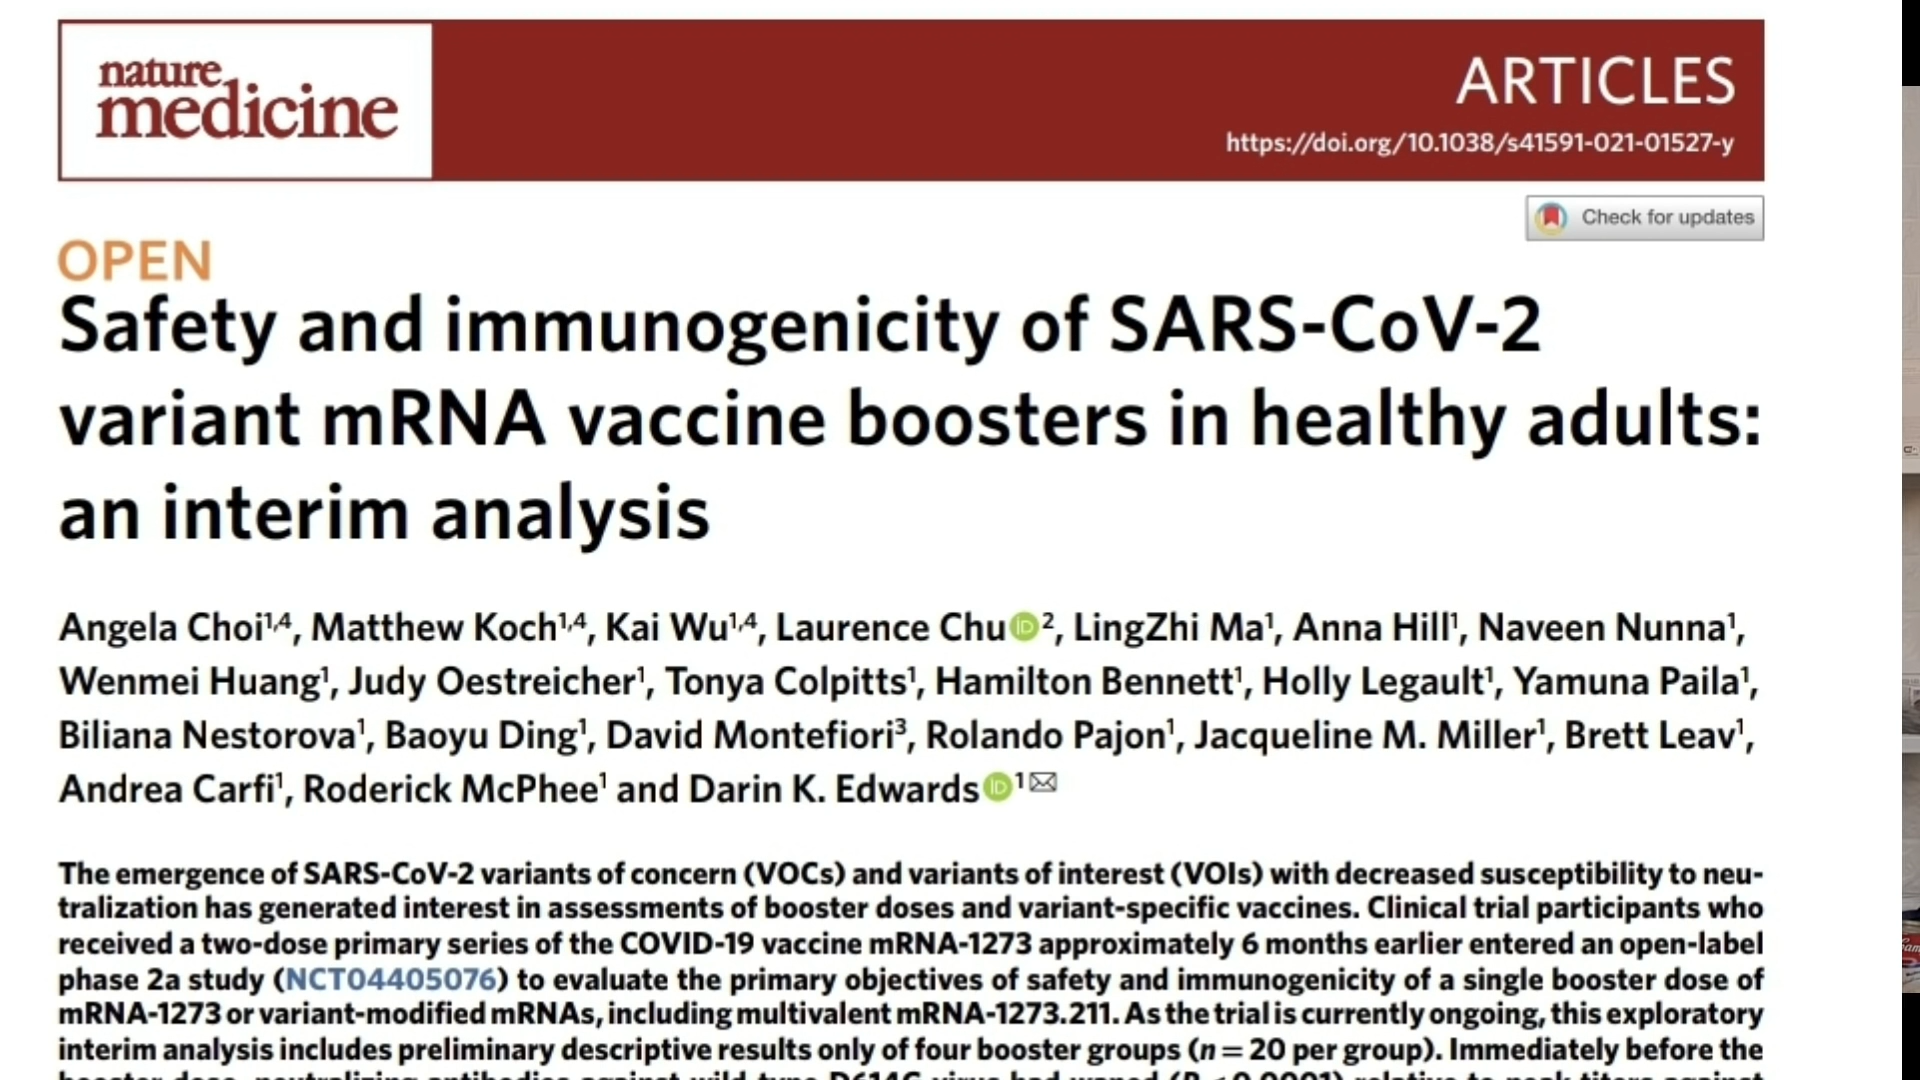 nature
medicine
ARTICLES
https://doi.org/10.1038/s41591-021-01527-y
Check for updates
OPEN
Safety and immunogenicity of SARS-CoV-2
variant mRNA vaccine boosters in healthy adults:
an interim analysis
Angela Choi1,4, Matthew Koch1,4, Kai Wu1,4, Laurence Chu iD 2, LingZhi Ma1, Anna Hill1, Naveen Nunna1,
Wenmei Huang1, Judy Oestreicher1, Tonya Colpitts1, Hamilton Bennett1, Holly Legault1, Yamuna Paila1,
Biliana Nestorova1, Baoyu Ding1, David Montefiori3, Rolando Pajon1, Jacqueline M. Miller1, Brett Leav1,
Andrea Carfi1, Roderick McPhee1 and Darin K. Edwards iD 1✉
The emergence of SARS-CoV-2 variants of concern (VOCs) and variants of interest (VOIs) with decreased susceptibility to neu-
tralization has generated interest in assessments of booster doses and variant-specific vaccines. Clinical trial participants who
received a two-dose primary series of the COVID-19 vaccine mRNA-1273 approximately 6 months earlier entered an open-label
phase 2a study (NCT04405076) to evaluate the primary objectives of safety and immunogenicity of a single booster dose of
mRNA-1273 or variant-modified mRNAs, including multivalent mRNA-1273.211. As the trial is currently ongoing, this exploratory
interim analysis includes preliminary descriptive results only of four booster groups (n = 20 per group). Immediately before the